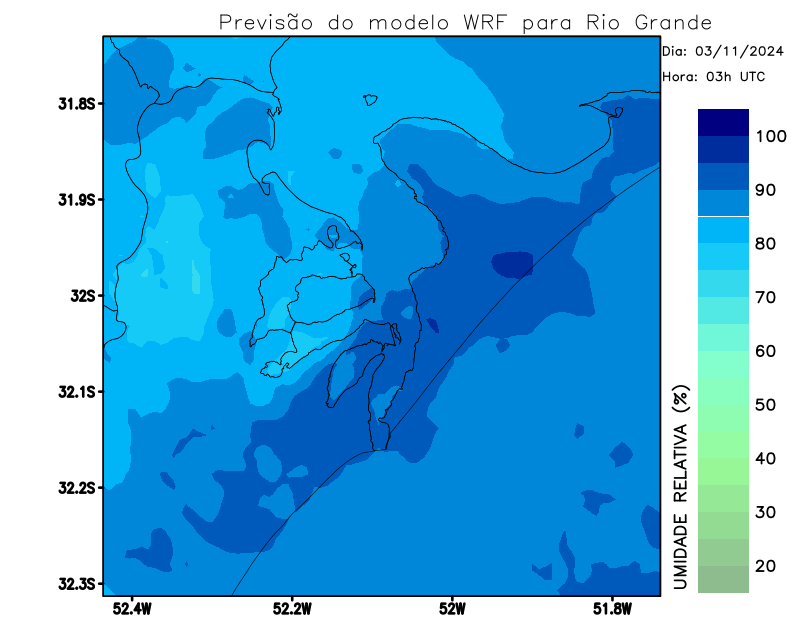 Previsão do modelo WRF para Rio Grande
Dia: 03/11/2024
Hora: 03h UTC
31.8S
31.9S
32S
32.1S
32.2S
32.3S
52.4W
52.2W
52W
51.8W
100
90
80
70
60
50
40
30
20
UMIDADE RELATIVA (%)